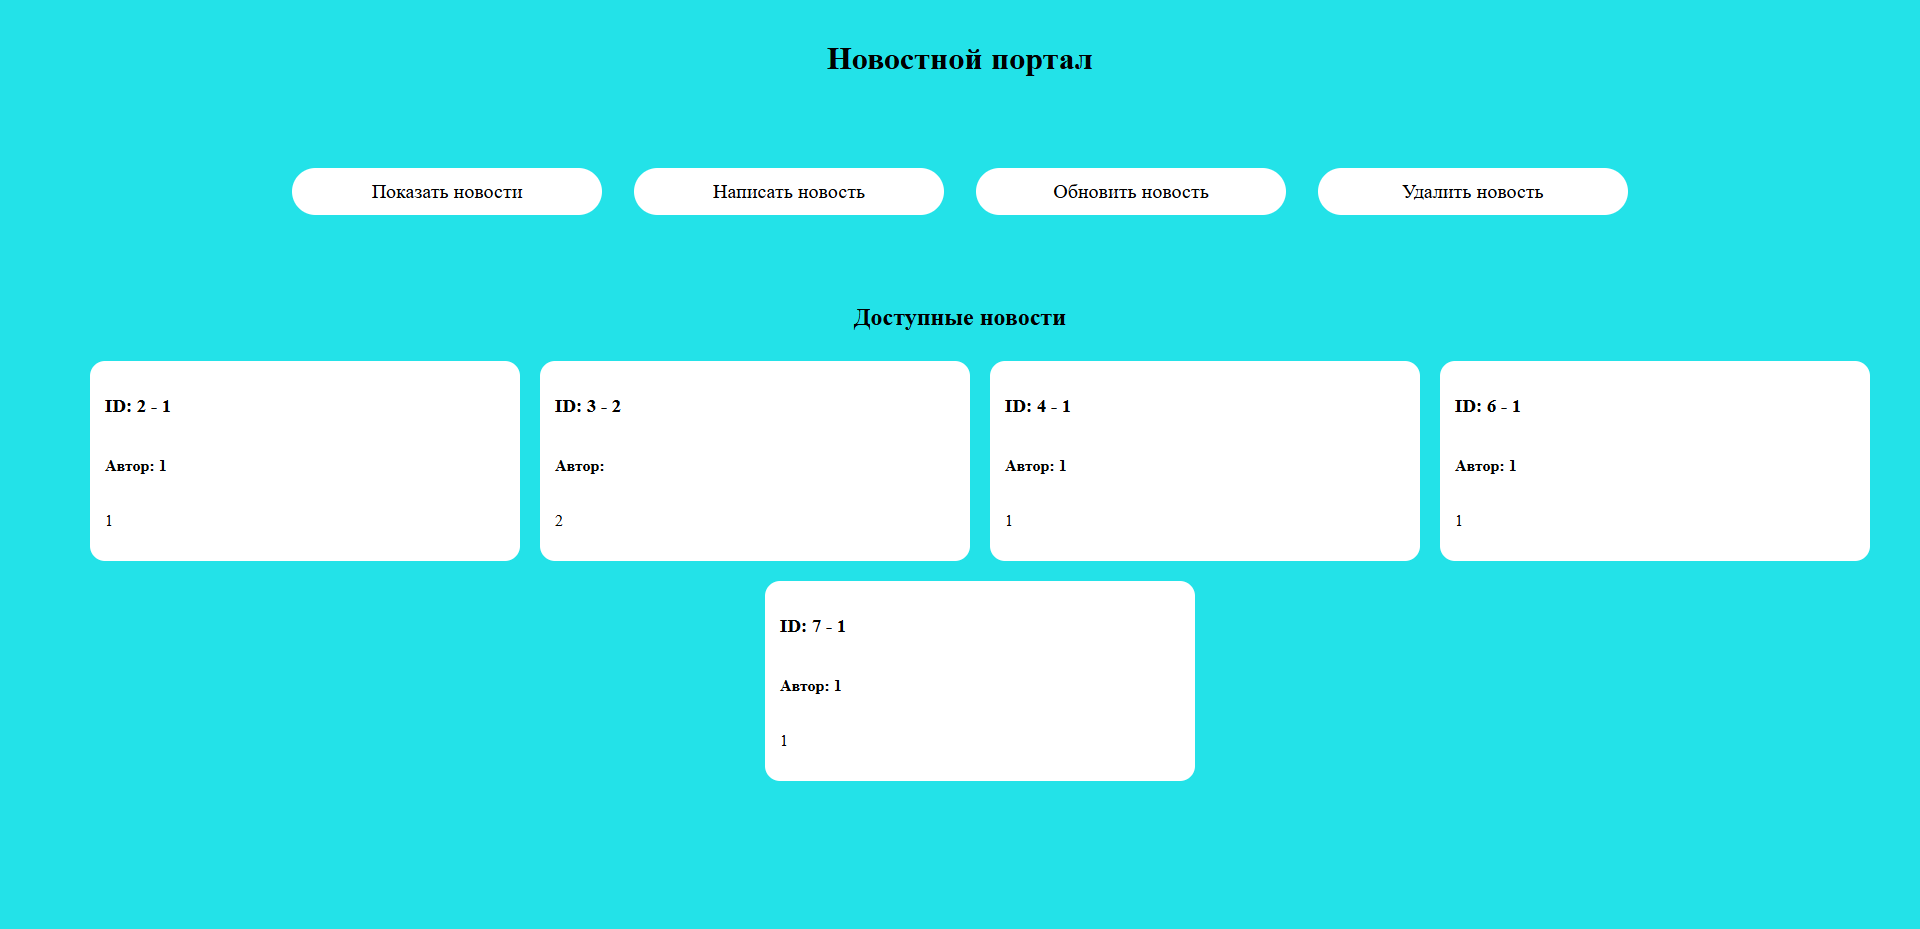 Новостной портал
Показать новости
Написать новость
Обновить новость
Удалить новость
Доступные новости
ID: 2 - 1
Автор: 1
1
ID: 3 - 2
Автор:
2
ID: 4 - 1
Автор: 1
1
ID: 6 - 1
Автор: 1
1
ID: 7 - 1
Автор: 1
1